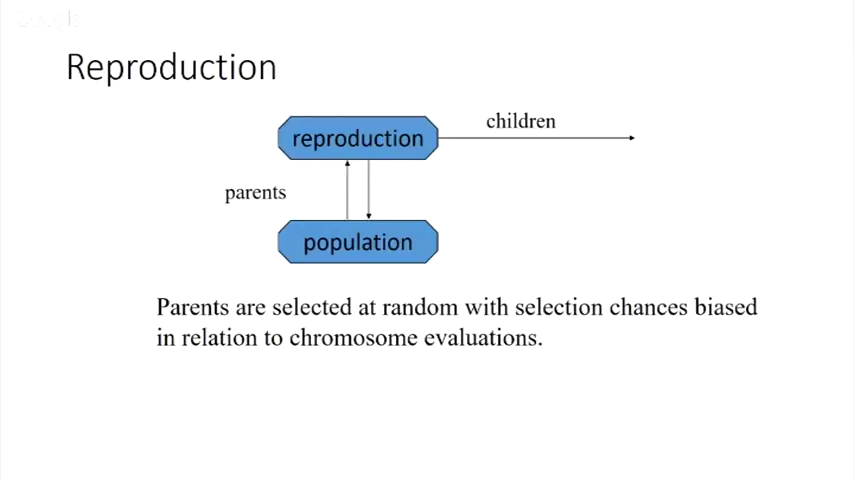 Reproduction
children
reproduction
parents
population
Parents are selected at random with selection chances biased
in relation to chromosome evaluations.